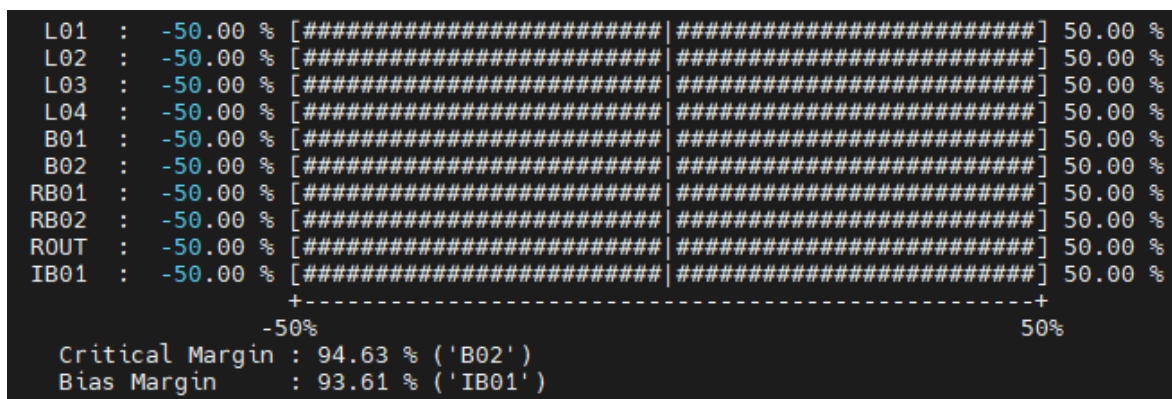 L01 : -50.00 % [#########################|#########################] 50.00 %
L02 : -50.00 % [#########################|#########################] 50.00 %
L03 : -50.00 % [#########################|#########################] 50.00 %
L04 : -50.00 % [#########################|#########################] 50.00 %
B01 : -50.00 % [#########################|#########################] 50.00 %
B02 : -50.00 % [#########################|#########################] 50.00 %
RB01 : -50.00 % [#########################|#########################] 50.00 %
RB02 : -50.00 % [#########################|#########################] 50.00 %
ROUT : -50.00 % [#########################|#########################] 50.00 %
IB01 : -50.00 % [#########################|#########################] 50.00 %
+---------------------------------------------------+
-50% 50%
Critical Margin : 94.63 % ('B02')
Bias Margin : 93.61 % ('IB01')